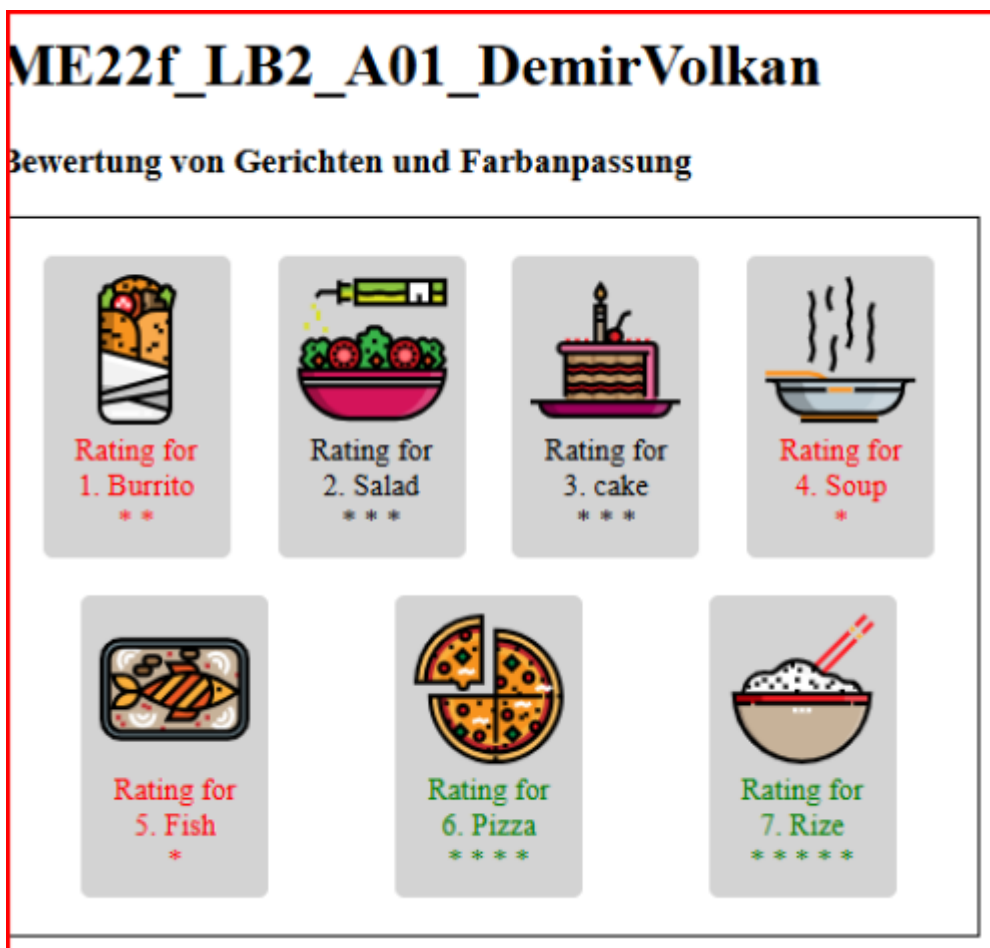 ME22f_LB2_A01_DemirVolkan
Bewertung von Gerichten und Farbanpassung
Rating for
1. Burrito
* *
Rating for
2. Salad
* * *
Rating for
3. cake
* * *
Rating for
4. Soup
*
Rating for
5. Fish
*
Rating for
6. Pizza
* * * *
Rating for
7. Rize
* * * * *